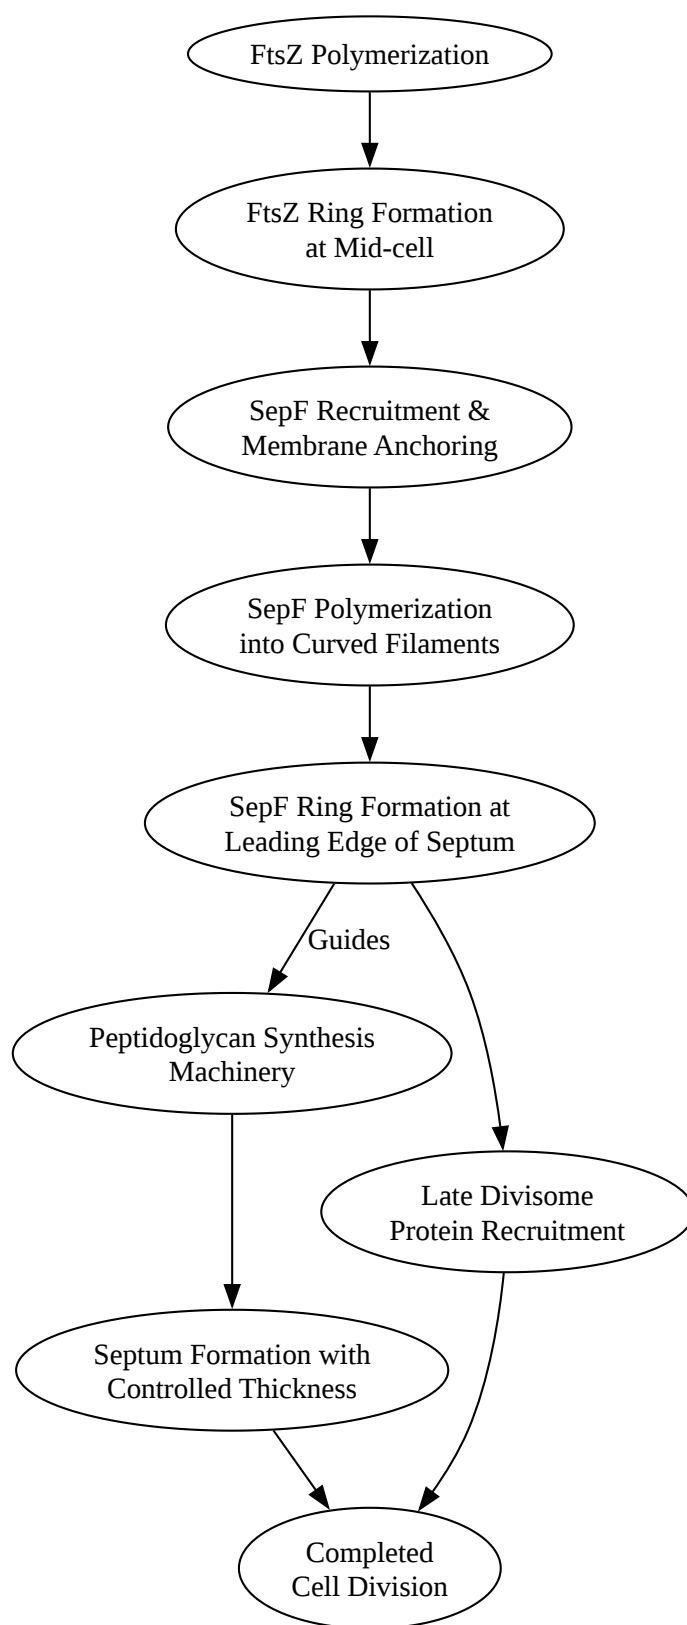 FtsZ Polymerization
FtsZ Ring Formation
at Mid-cell
SepF Recruitment &
Membrane Anchoring
SepF Polymerization
into Curved Filaments
SepF Ring Formation at
Leading Edge of Septum
Guides
Peptidoglycan Synthesis
Machinery
Late Divisome
Protein Recruitment
Septum Formation with
Controlled Thickness
Completed
Cell Division